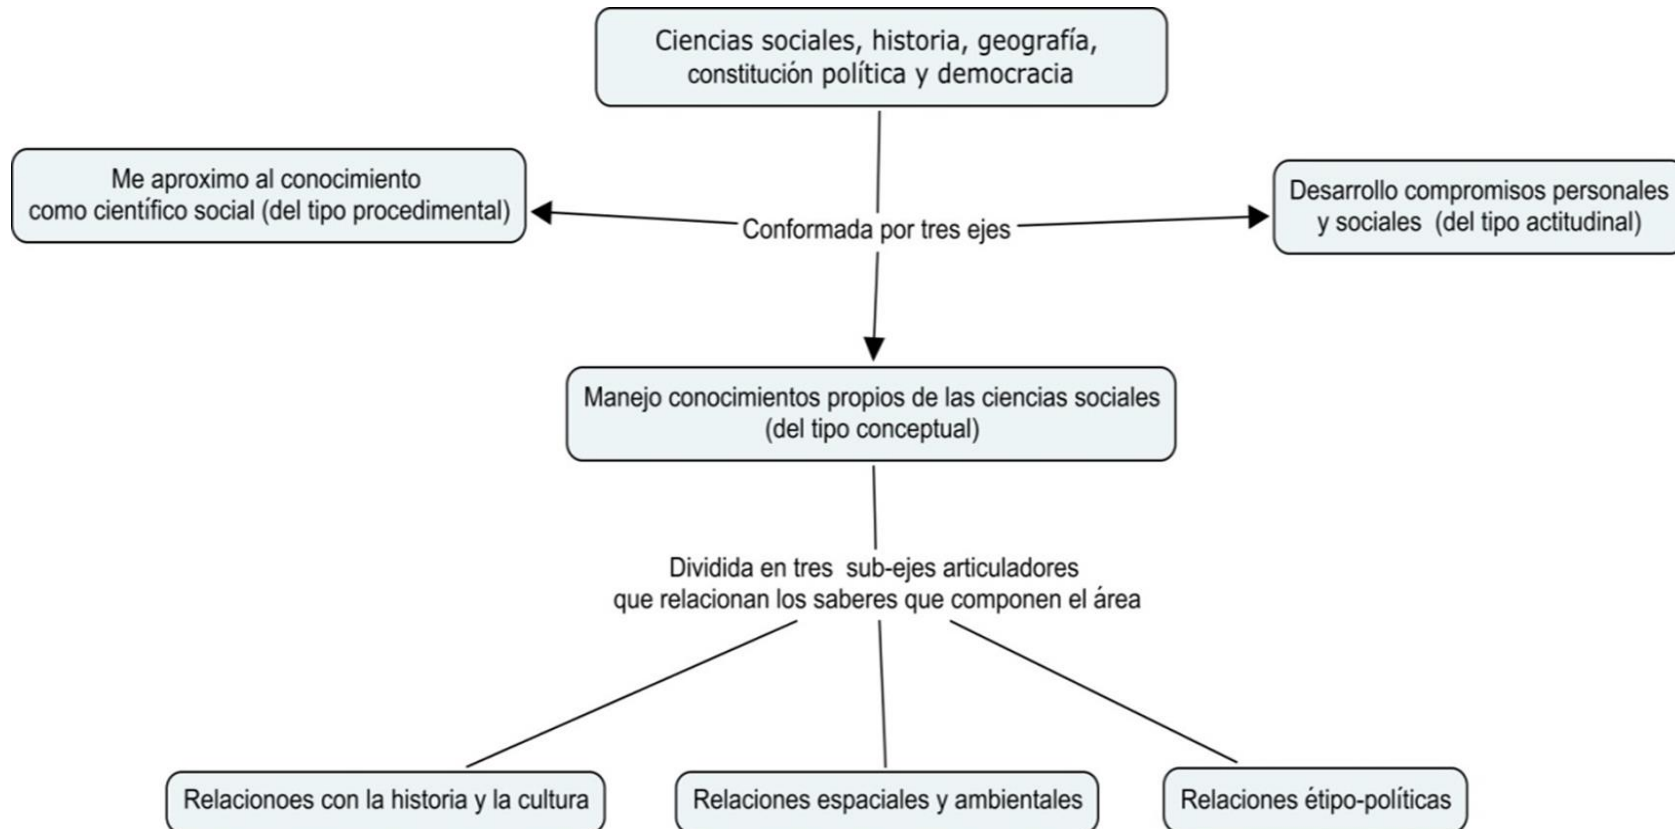 Ciencias sociales, historia, geografía,
constitución política y democracia
Me aproximo al conocimiento
como científico social (del tipo procedimental)
Desarrollo compromisos personales
y sociales (del tipo actitudinal)
Conformada por tres ejes
Manejo conocimientos propios de las ciencias sociales
(del tipo conceptual)
Dividida en tres sub-ejes articuladores
que relacionan los saberes que componen el área
Relacionoes con la historia y la cultura
Relaciones espaciales y ambientales
Relaciones étipo-políticas